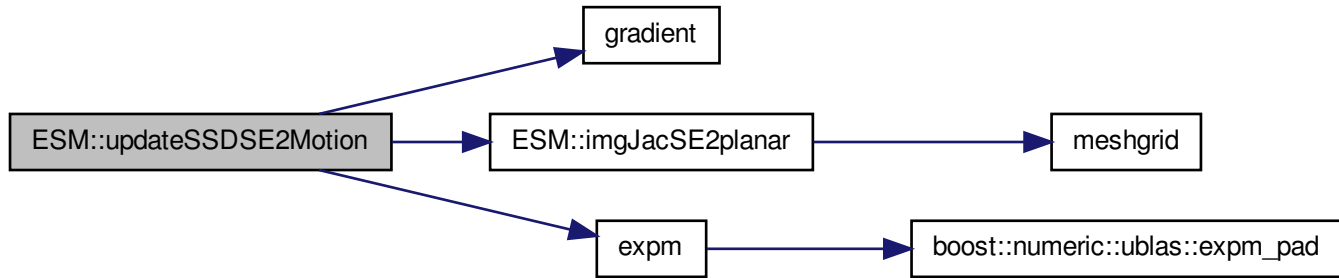 gradient
ESM::updateSSDSE2Motion
ESM::imgJacSE2planar
meshgrid
expm
boost::numeric::ublas::expm_pad